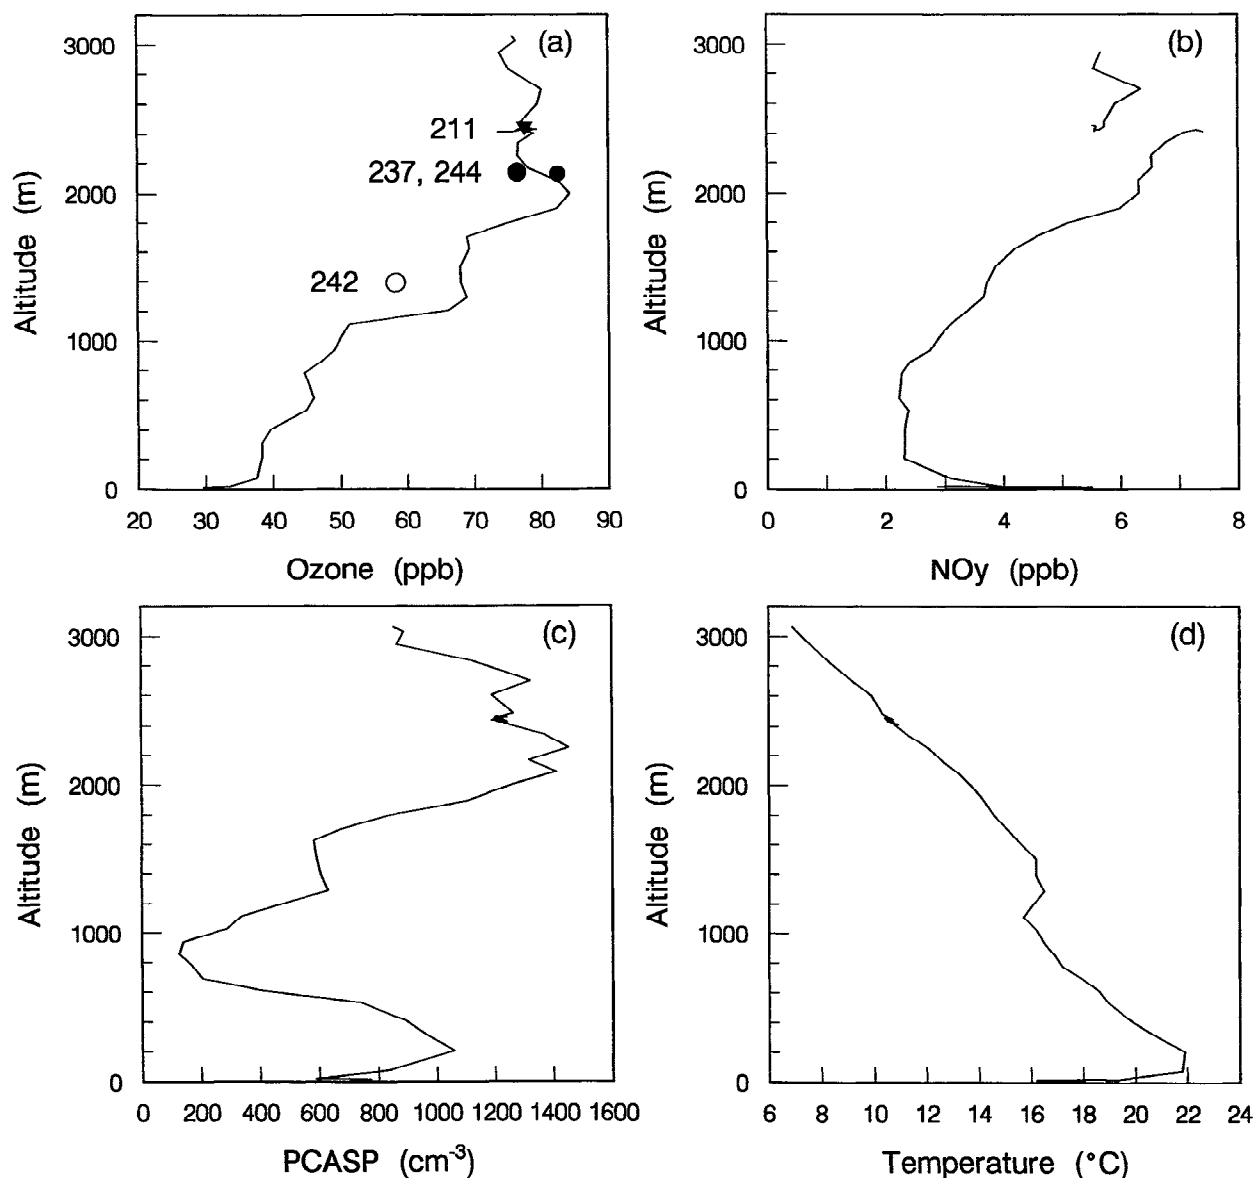 (a)
3000
2000
1000
0
Altitude (m)
211
237, 244
242
20 30 40 50 60 70 80 90
Ozone (ppb)
(b)
3000
2000
1000
0
Altitude (m)
0 2 4 6 8
NOy (ppb)
(c)
3000
2000
1000
0
Altitude (m)
0 200 400 600 800 1000 1200 1400 1600
PCASP (cm⁻³)
(d)
3000
2000
1000
0
Altitude (m)
6 8 10 12 14 16 18 20 22 24
Temperature (°C)